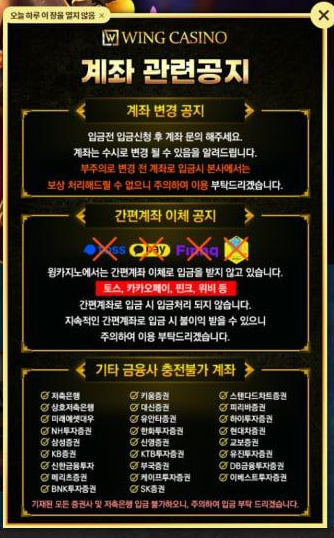 오늘 하루 이 창을 열지 않음 ×
WING CASINO
계좌 관련공지
계좌 변경 공지
입금전 입금신청 후 계좌 문의 해주세요.
계좌는 수시로 변경 될 수 있음을 알려드립니다.
부주의로 변경 전 계좌로 입금시 본사에서는
보상 처리해드릴 수 없으니 주의하여 이용 부탁드리겠습니다.
간편계좌 이체 공지
toss pay Finnq
윙카지노에서는 간편계좌 이체로 입금을 받지 않고 있습니다.
토스, 카카오페이, 핀크, 위비 등
간편계좌로 입금 시 입금처리 되지 않습니다.
지속적인 간편계좌로 입금 시 불이익 받을 수 있으니
주의하여 이용 부탁드리겠습니다.
기타 금융사 충전불가 계좌
저축은행 키움증권 스탠다드차트증권
상호저축은행 대신증권 피리바증권
미래에셋대우 유안타증권 하이투자증권
NH투자증권 한화투자증권 현대차증권
삼성증권 신영증권 교보증권
KB증권 KTB투자증권 유진투자증권
신한금융투자 부국증권 DB금융투자증권
메리츠증권 케이프투자증권 이베스트투자증권
BNK투자증권 SK증권
기재된 모든 증권사 및 저축은행 입금 불가하오니, 주의하여 입금 부탁 드리겠습니다.